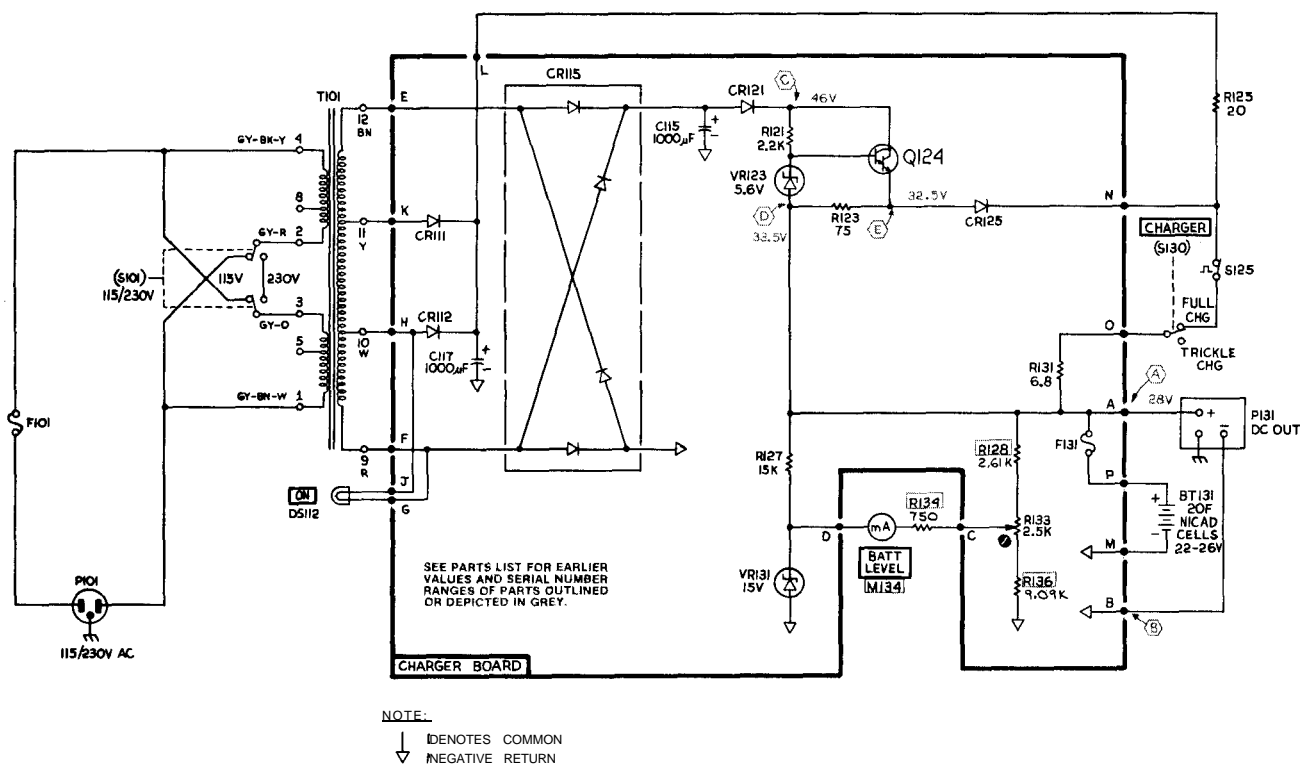 L
CR115
T101
E
12
BN
CR121
C
46V
R125
20
GY-BK-Y
4
C115
1000µF
+
-
R121
2.2K
Q124
8
VR123
5.6V
K
D
33.5V
R123
75
32.5V
E
CR125
N
GY-R
2
11
Y
CR111
CHARGER
(S130)
(S101)
115/230V
115V
230V
S125
3
GY-O
H
CR112
FULL
CHG
O
10
W
C117
1000µF
+
-
TRICKLE
CHG
5
R131
6.8
A
GY-BN-W
1
A
28V
+
-
P131
DC OUT
F101
F
F131
9
R
R127
15K
R128
2.61K
P
J
ON
DS112
G
R134
750
+
-
BT131
20F
NICAD
CELLS
22-26V
D
mA
C
R133
2.5K
M
BATT
LEVEL
M134
SEE PARTS LIST FOR EARLIER
VALUES AND SERIAL NUMBER
RANGES OF PARTS OUTLINED
OR DEPICTED IN GREY.
VR131
15V
R136
9.09K
P101
B
B
115/230V AC
CHARGER BOARD
NOTE:
DENOTES COMMON
NEGATIVE RETURN